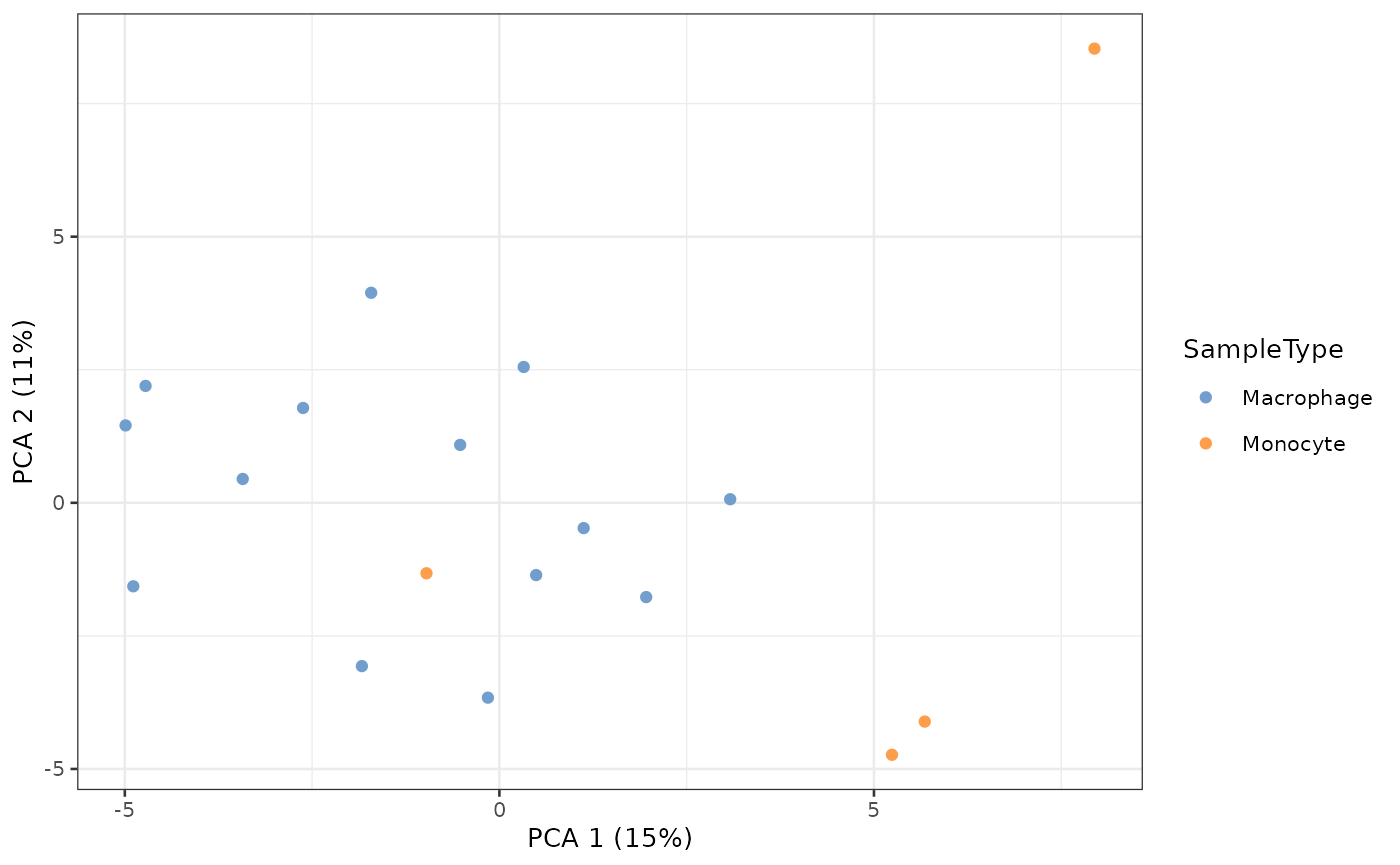 5
0
-5
-5 0 5
PCA 1 (15%)
PCA 2 (11%)
SampleType
Macrophage
Monocyte